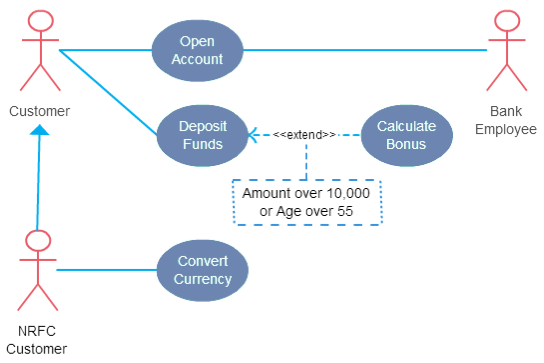 Open
Account
Customer
Bank
Employee
Deposit
Funds
<<extend>>
Calculate
Bonus
Amount over 10,000
or Age over 55
Convert
Currency
NRFC
Customer